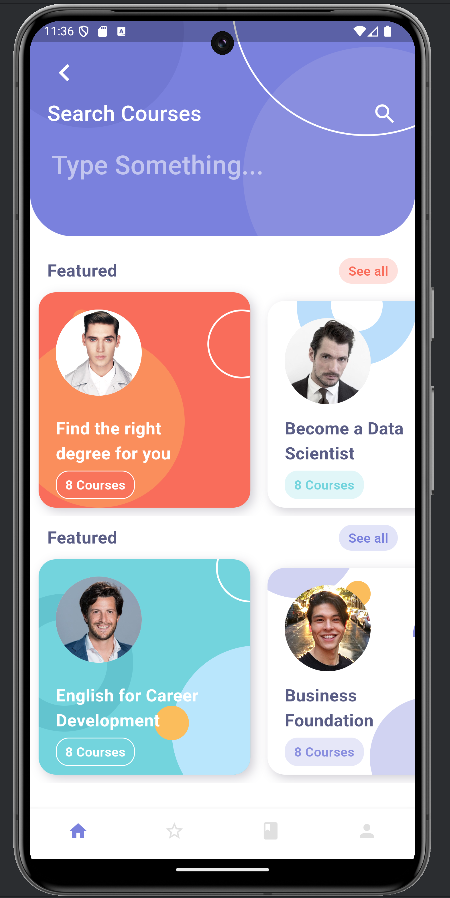 11:36
Search Courses
Type Something...
Featured
See all
Find the right
degree for you
8 Courses
Become a Data
Scientist
8 Courses
Featured
See all
English for Career
Development
8 Courses
Business
Foundation
8 Courses